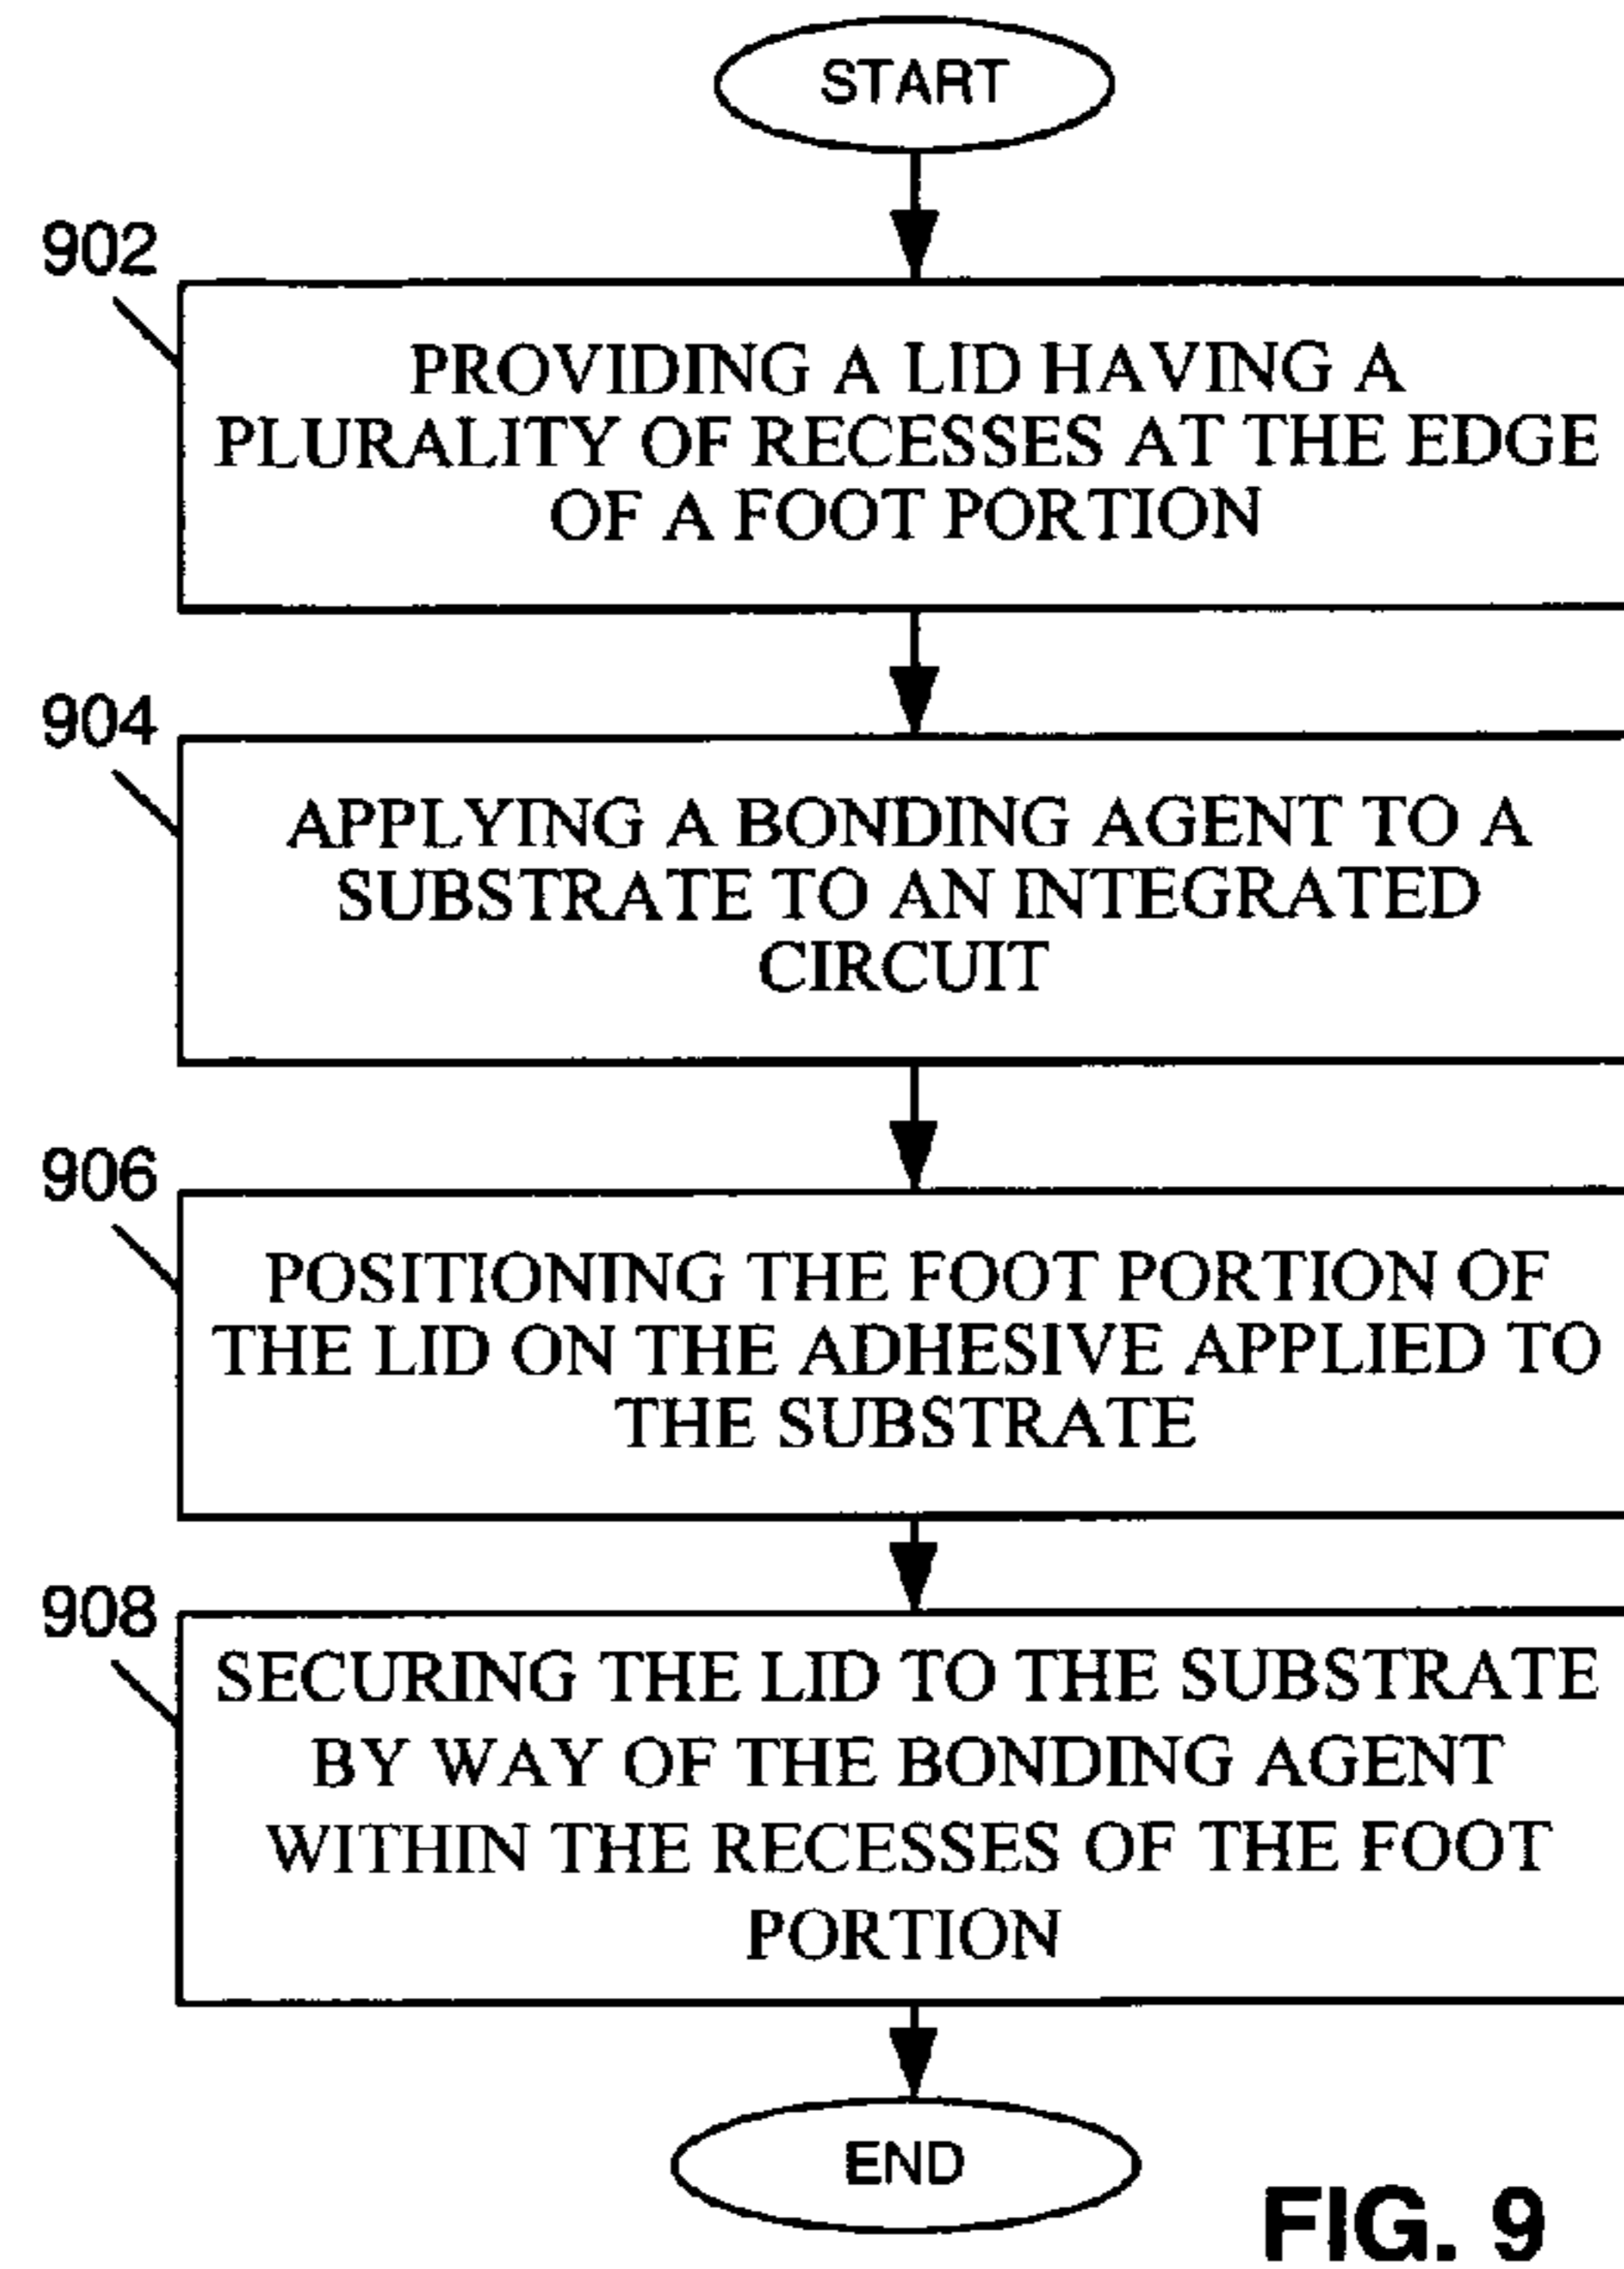 START
902
PROVIDING A LID HAVING A
PLURALITY OF RECESSES AT THE EDGE
OF A FOOT PORTION
904
APPLYING A BONDING AGENT TO A
SUBSTRATE TO AN INTEGRATED
CIRCUIT
906
POSITIONING THE FOOT PORTION OF
THE LID ON THE ADHESIVE APPLIED TO
THE SUBSTRATE
908
SECURING THE LID TO THE SUBSTRATE
BY WAY OF THE BONDING AGENT
WITHIN THE RECESSES OF THE FOOT
PORTION
END
FIG. 9